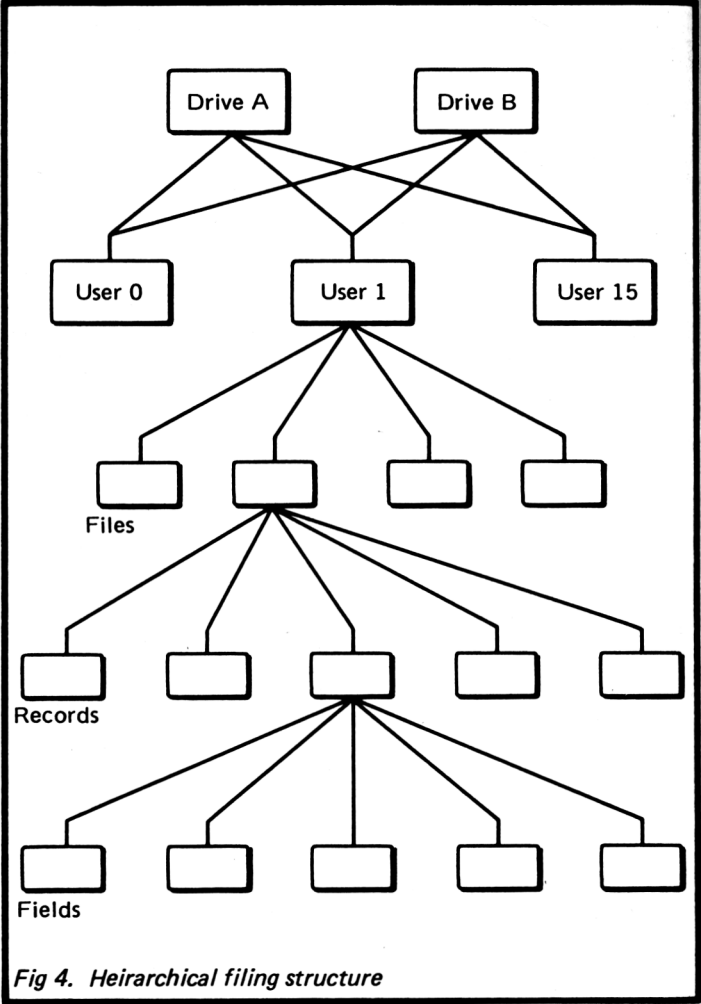 Drive A
Drive B
User 0
User 1
User 15
Files
Records
Fields
Fig 4. Heirarchical filing structure